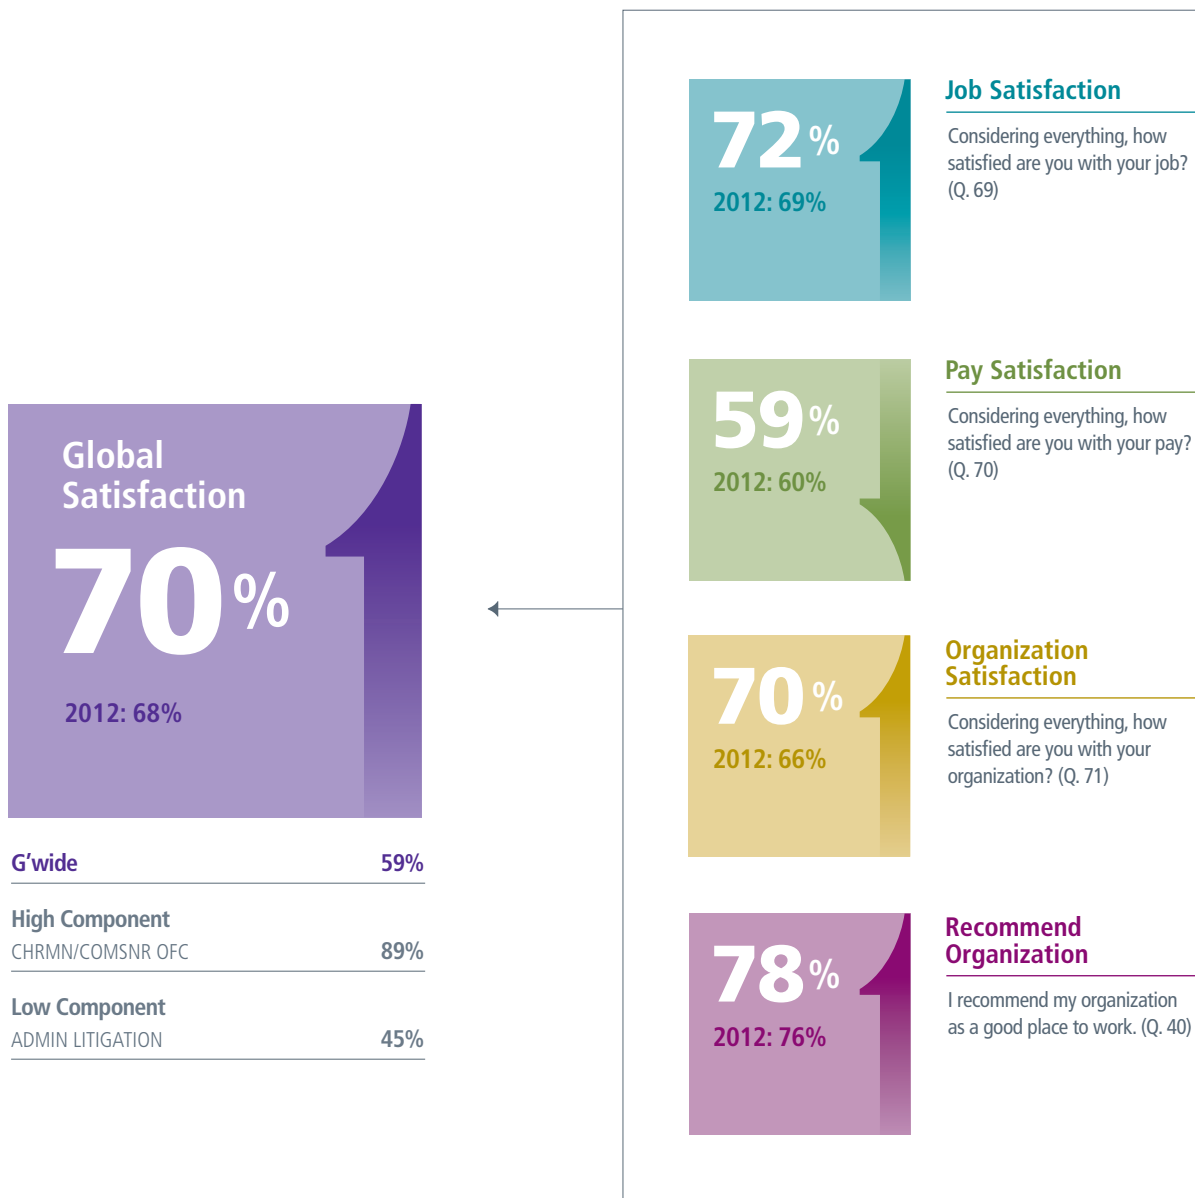 Global
Satisfaction
70%
2012: 68%
G'wide 59%
High Component
CHRMN/COMSNR OFC 89%
Low Component
ADMIN LITIGATION 45%
72%
2012: 69%
Job Satisfaction
Considering everything, how
satisfied are you with your job?
(Q. 69)
59%
2012: 60%
Pay Satisfaction
Considering everything, how
satisfied are you with your pay?
(Q. 70)
70%
2012: 66%
Organization
Satisfaction
Considering everything, how
satisfied are you with your
organization? (Q. 71)
78%
2012: 76%
Recommend
Organization
I recommend my organization
as a good place to work. (Q. 40)